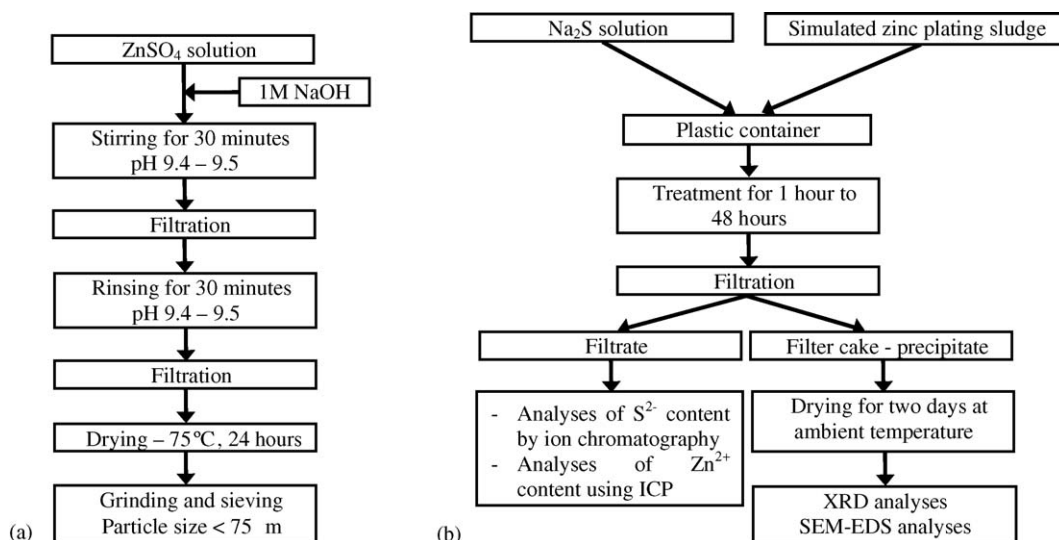 ZnSO4 solution
1M NaOH
Stirring for 30 minutes
pH 9.4 – 9.5
Filtration
Rinsing for 30 minutes
pH 9.4 – 9.5
Filtration
Drying – 75°C, 24 hours
Grinding and sieving
Particle size < 75 m
(a)
Na2S solution
Simulated zinc plating sludge
Plastic container
Treatment for 1 hour to
48 hours
Filtration
Filtrate
Filter cake - precipitate
- Analyses of S2- content
by ion chromatography
- Analyses of Zn2+
content using ICP
Drying for two days at
ambient temperature
XRD analyses
SEM-EDS analyses
(b)